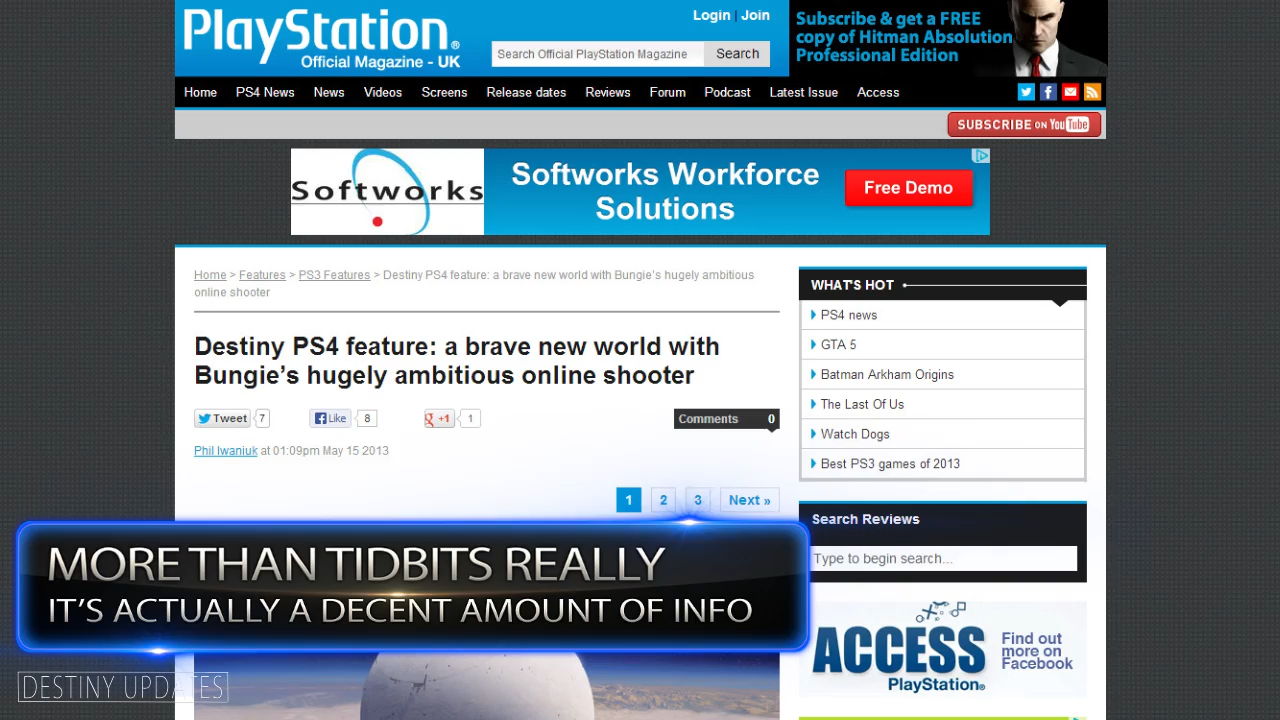 PlayStation®
Official Magazine - UK
Login | Join
Search Official PlayStation Magazine
Search
Subscribe & get a FREE
copy of Hitman Absolution
Professional Edition
Home PS4 News News Videos Screens Release dates Reviews Forum Podcast Latest Issue Access
SUBSCRIBE ON YouTube
Softworks
Softworks Workforce
Solutions
Free Demo
Home > Features > PS3 Features > Destiny PS4 feature: a brave new world with Bungie's hugely ambitious
online shooter
Destiny PS4 feature: a brave new world with
Bungie’s hugely ambitious online shooter
Tweet 7
Like 8
+1 1
Comments 0
Phil Iwaniuk at 01:09pm May 15 2013
1 2 3 Next »
WHAT'S HOT
PS4 news
GTA 5
Batman Arkham Origins
The Last Of Us
Watch Dogs
Best PS3 games of 2013
Search Reviews
Type to begin search...
ACCESS
PlayStation®
Find out
more on
Facebook
MORE THAN TIDBITS REALLY
IT’S ACTUALLY A DECENT AMOUNT OF INFO
DESTINY UPDATES